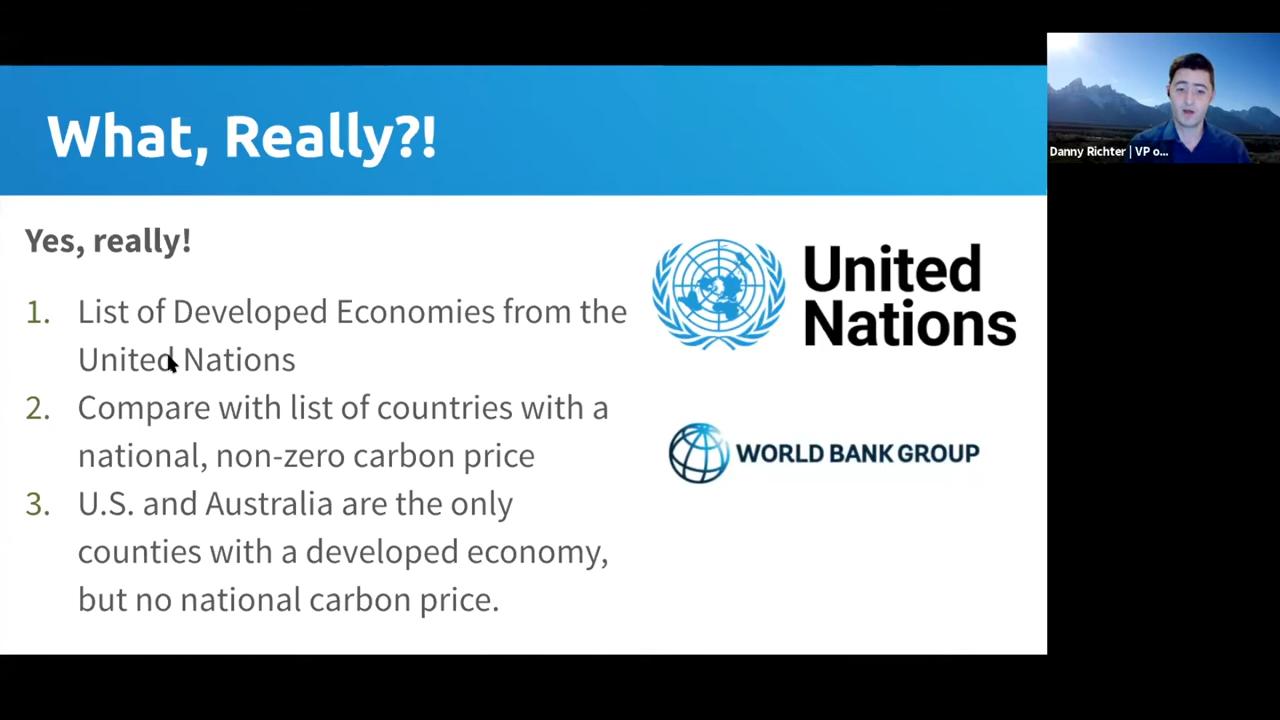 What, Really?!
Danny Richter | VP o...
Yes, really!
1. List of Developed Economies from the
United Nations
2. Compare with list of countries with a
national, non-zero carbon price
3. U.S. and Australia are the only
counties with a developed economy,
but no national carbon price.
United
Nations
WORLD BANK GROUP